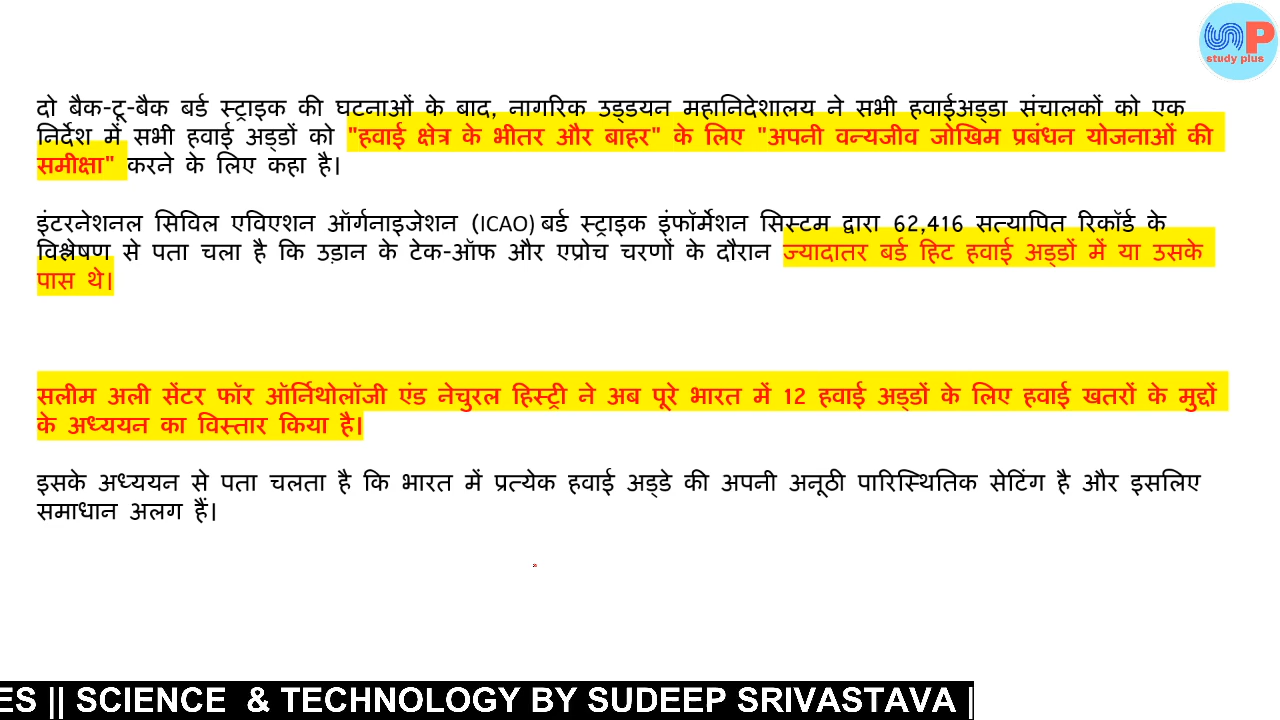 P
study plus
दो बैक-टू-बैक बर्ड स्ट्राइक की घटनाओं के बाद, नागरिक उड्डयन महानिदेशालय ने सभी हवाईअड्डा संचालकों को एक
निर्देश में सभी हवाई अड्डों को "हवाई क्षेत्र के भीतर और बाहर" के लिए "अपनी वन्यजीव जोखिम प्रबंधन योजनाओं की
समीक्षा" करने के लिए कहा है।
इंटरनेशनल सिविल एविएशन ऑर्गनाइजेशन (ICAO) बर्ड स्ट्राइक इंफॉर्मेशन सिस्टम द्वारा 62,416 सत्यापित रिकॉर्ड के
विश्लेषण से पता चला है कि उड़ान के टेक-ऑफ और एप्रोच चरणों के दौरान ज्यादातर बर्ड हिट हवाई अड्डों में या उसके
पास थे।
सलीम अली सेंटर फॉर ऑर्निथोलॉजी एंड नेचुरल हिस्ट्री ने अब पूरे भारत में 12 हवाई अड्डों के लिए हवाई खतरों के मुद्दों
के अध्ययन का विस्तार किया है।
इसके अध्ययन से पता चलता है कि भारत में प्रत्येक हवाई अड्डे की अपनी अनूठी पारिस्थितिक सेटिंग है और इसलिए
समाधान अलग हैं।
ES || SCIENCE & TECHNOLOGY BY SUDEEP SRIVASTAVA |